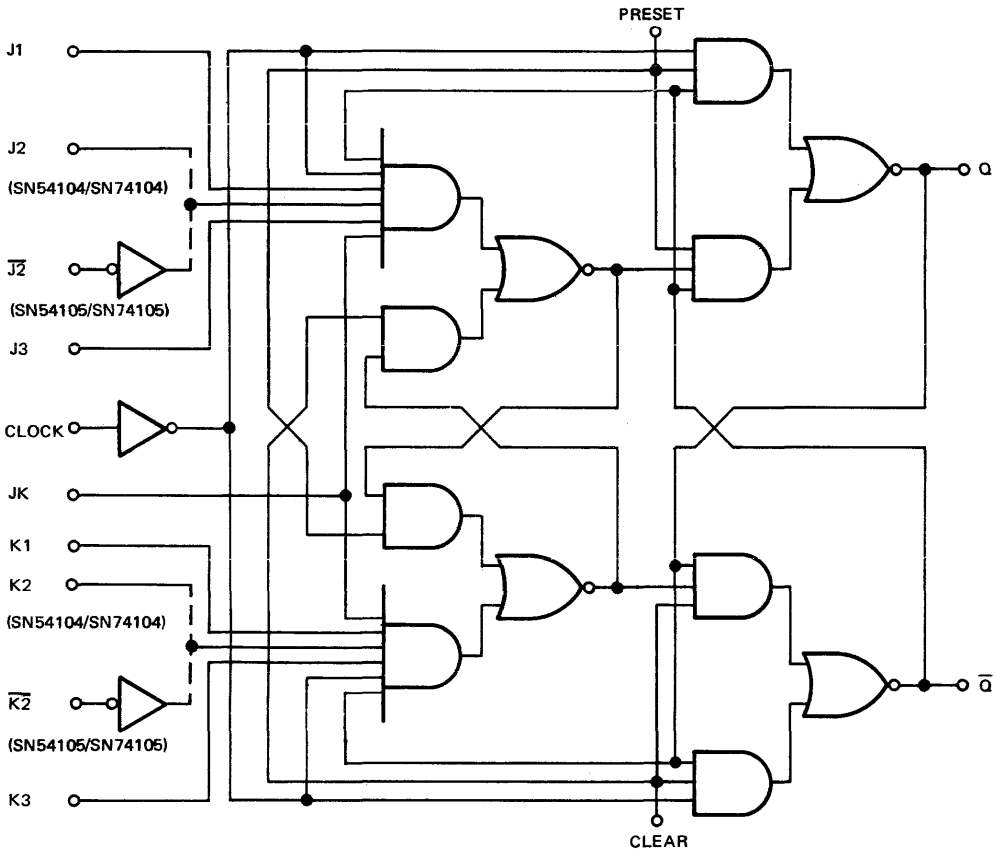 PRESET
J1
J2
(SN54104/SN74104)
Q
J2̅
(SN54105/SN74105)
J3
CLOCK
JK
K1
K2
(SN54104/SN74104)
Q̅
K2̅
(SN54105/SN74105)
K3
CLEAR